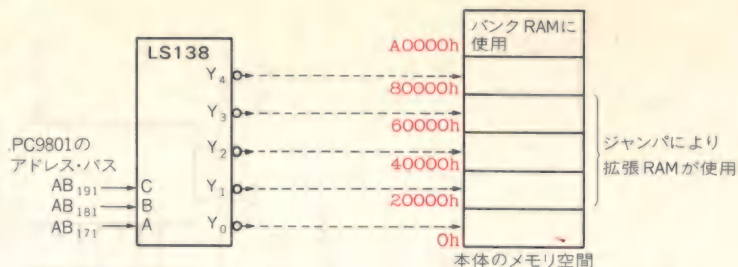 LS138
Y₄
Y₃
Y₂
Y₁
Y₀
PC9801の
アドレス・バス
AB₁₉₁
AB₁₈₁
AB₁₇₁
C
B
A
A0000h
80000h
60000h
40000h
20000h
0h
バンクRAMに
使用
ジャンパにより
拡張RAMが使用
本体のメモリ空間